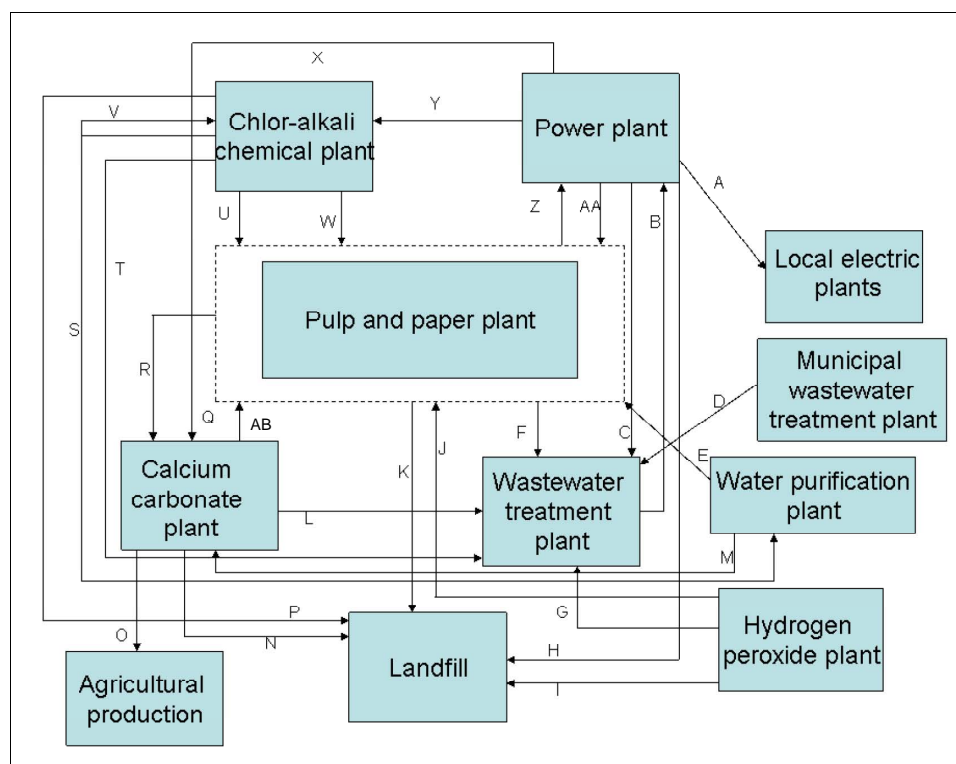 X
V
Chlor-alkali
chemical plant
Y
Power plant
A
U
W
Z
AA
B
Local electric
plants
T
S
Pulp and paper plant
Municipal
wastewater
treatment plant
R
D
Q
AB
K
J
F
C
E
Calcium
carbonate
plant
Wastewater
treatment
plant
Water purification
plant
L
M
P
G
O
N
H
Hydrogen
peroxide plant
Landfill
I
Agricultural
production